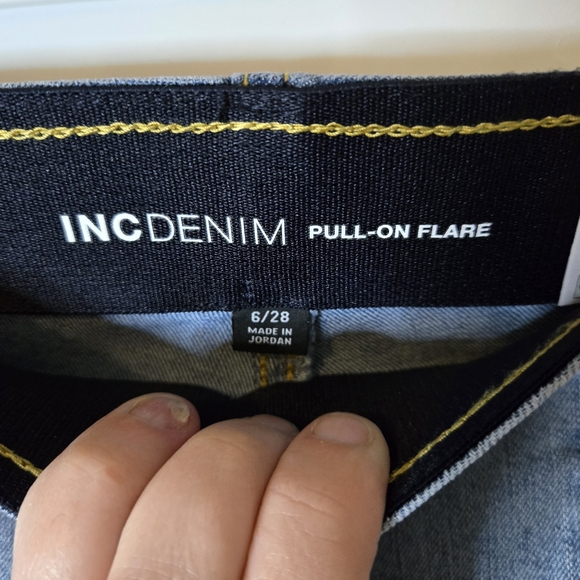 INCDENIM PULL-ON FLARE
6/28
MADE IN
JORDAN